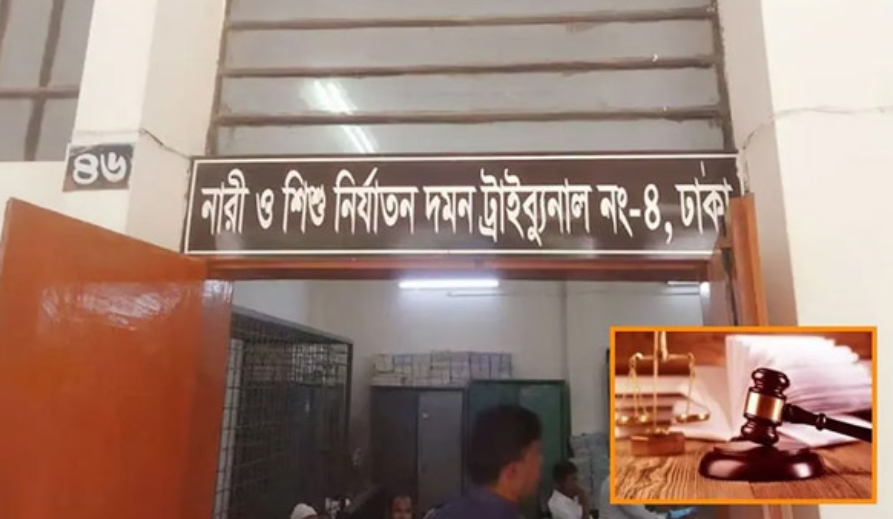 ৪৬
নারী ও শিশু নির্যাতন দমন ট্রাইব্যুনাল নং-৪, ঢাকা